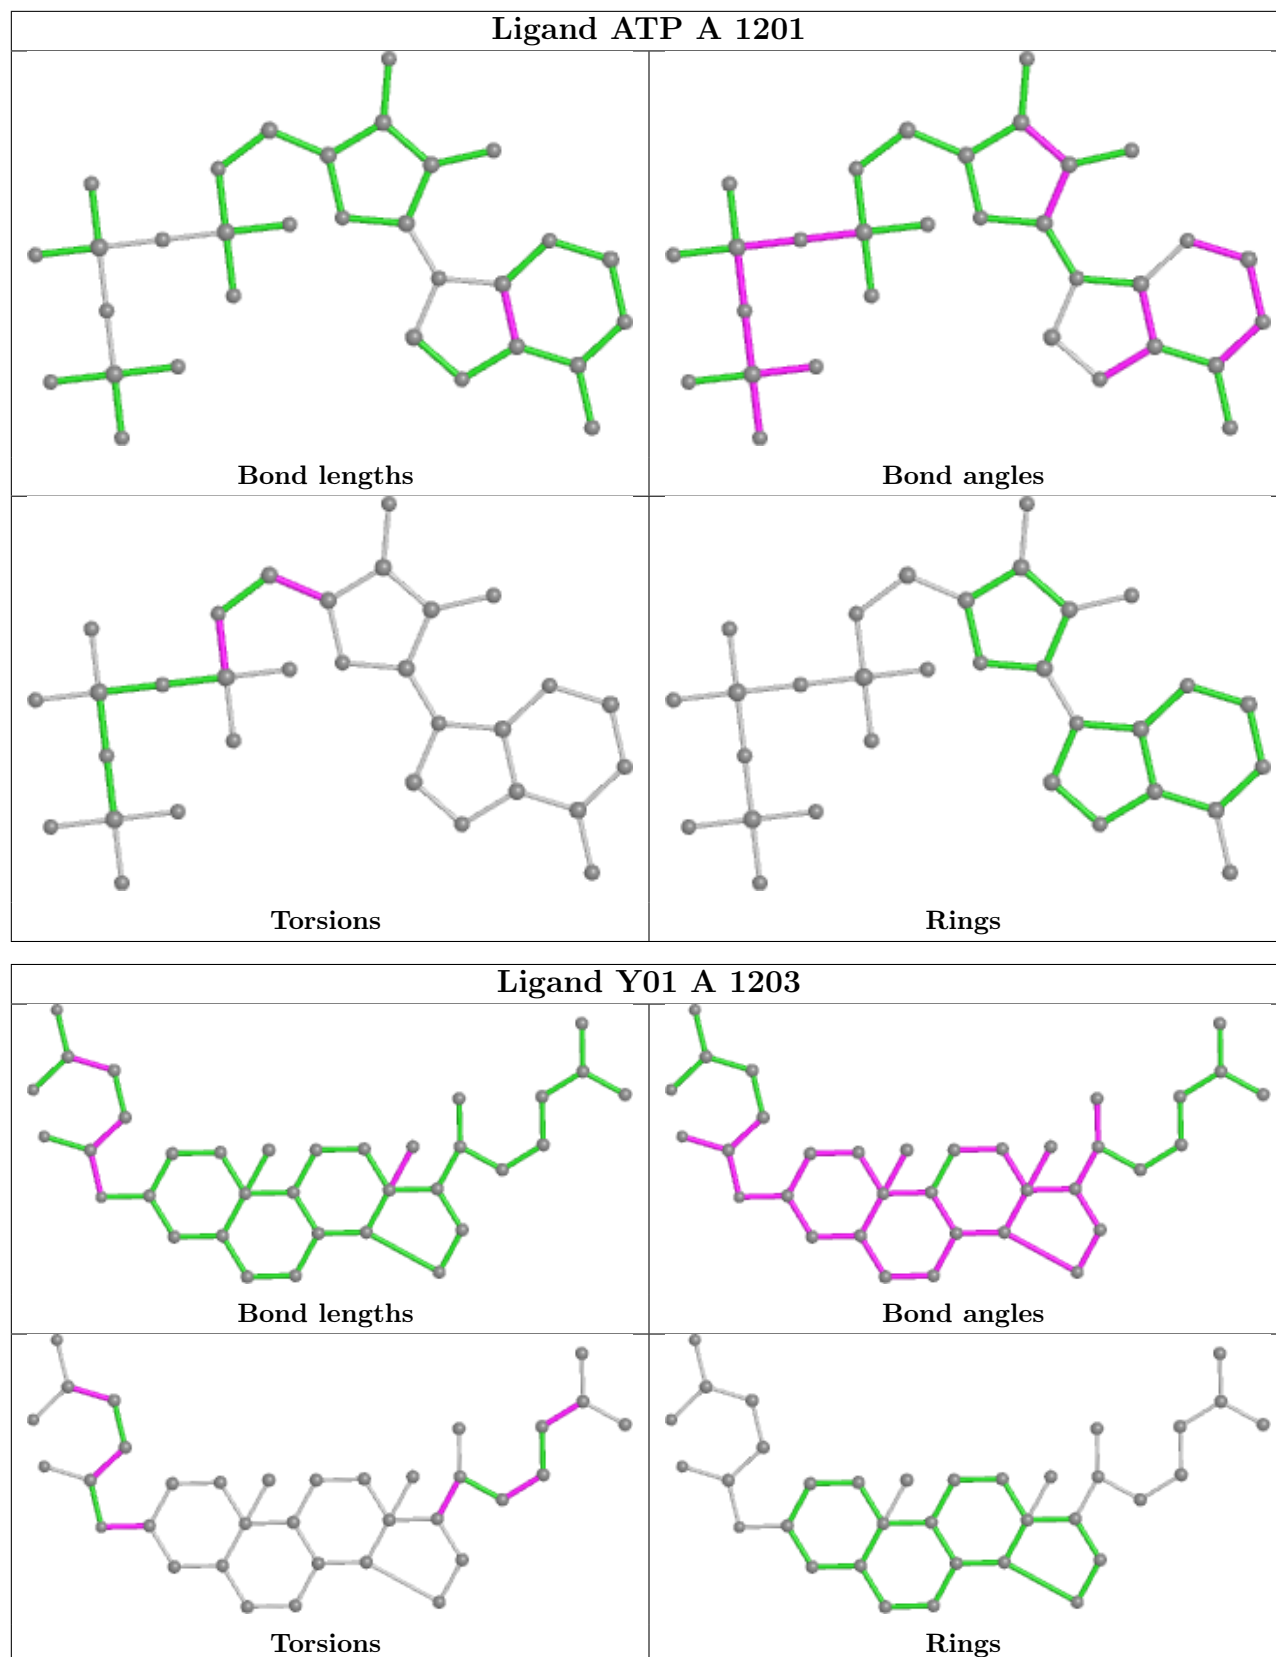 Ligand ATP A 1201
Bond lengths
Bond angles
Torsions
Rings
Ligand Y01 A 1203
Bond lengths
Bond angles
Torsions
Rings